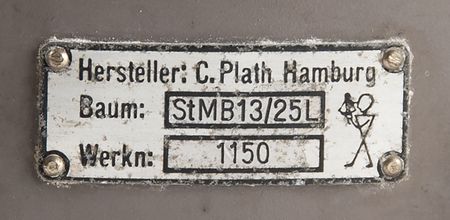 Hersteller: C. Plath Hamburg
Baum: StMB13/25L
Werkn: 1150